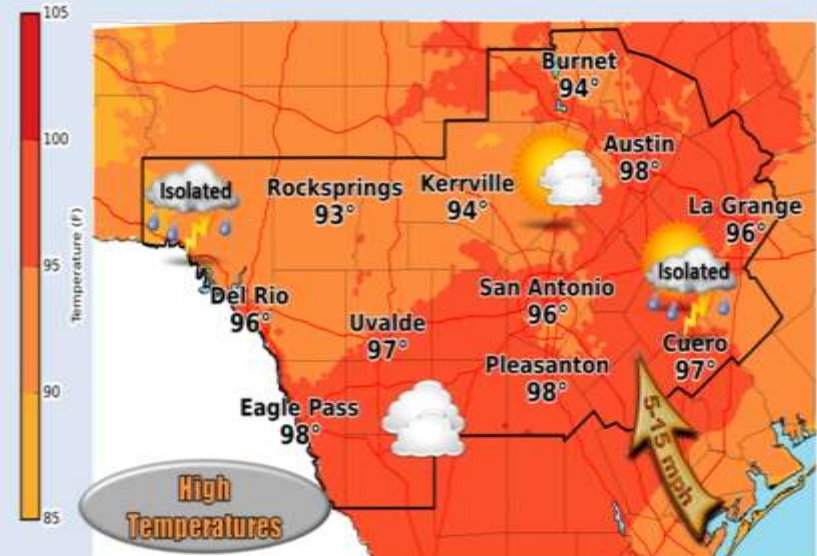 105
100
95
90
85
Temperature (F)
Burnet
94°
Austin
98°
Isolated
Rocksprings
93°
Kerrville
94°
La Grange
96°
Isolated
Del Rio
96°
San Antonio
96°
Uvalde
97°
Cuero
97°
Pleasanton
98°
Eagle Pass
98°
5-15 mph
High
Temperatures